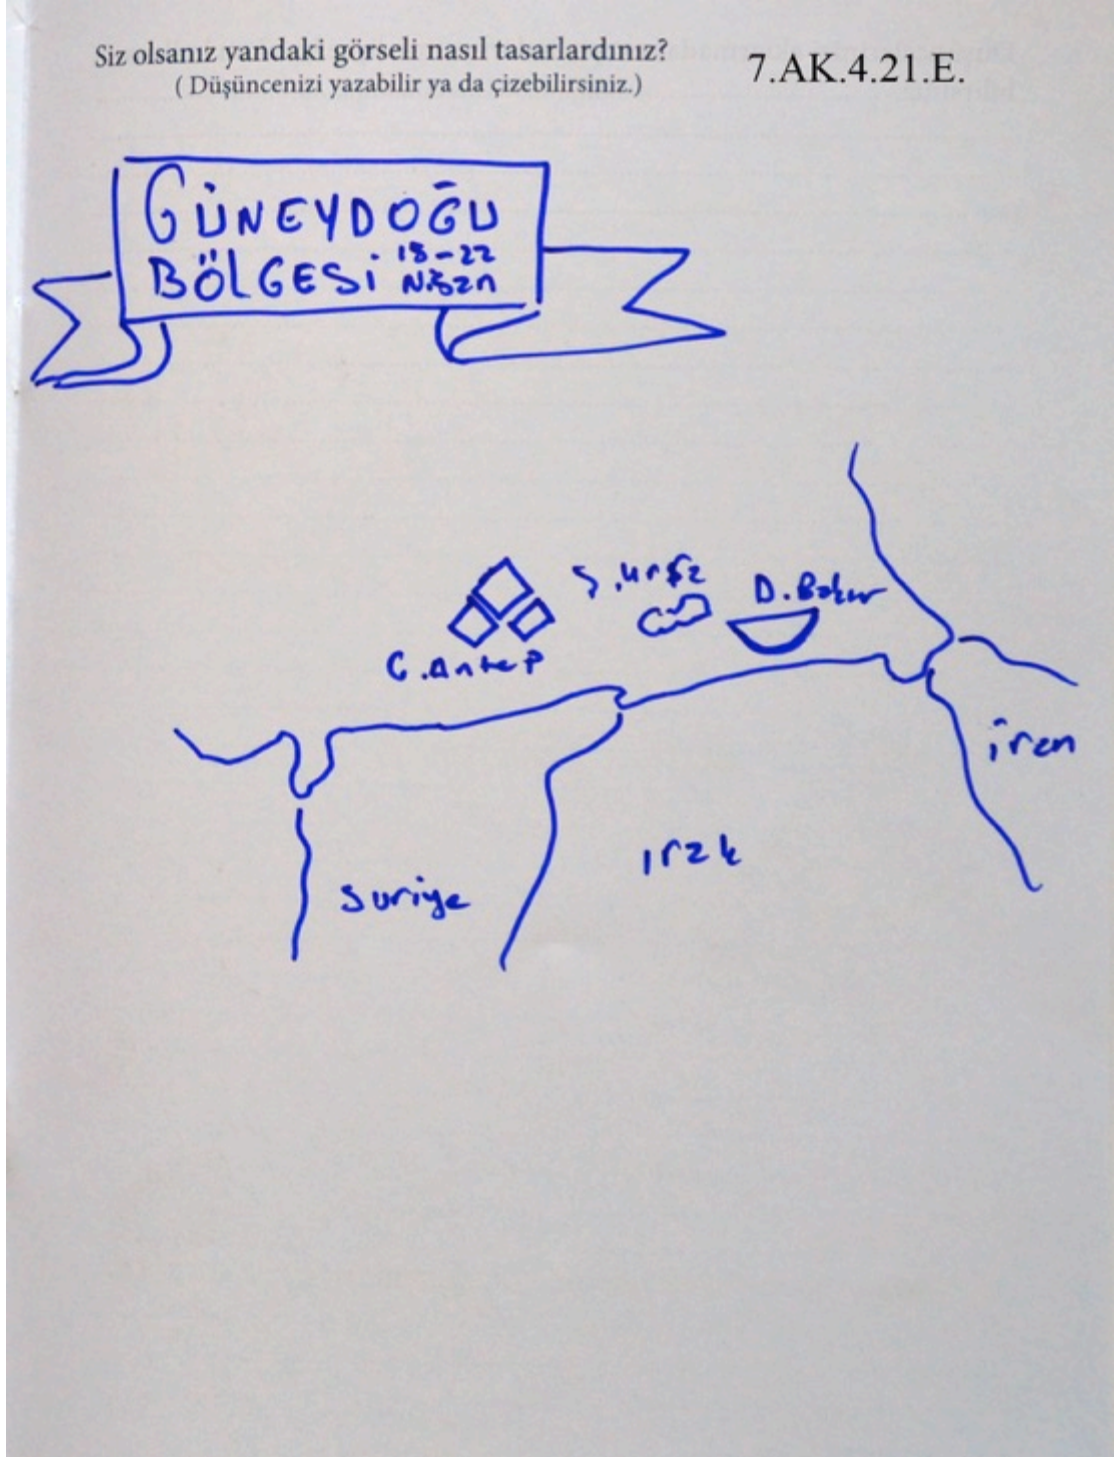 Siz olsanız yandaki görseli nasıl tasarlardınız?
( Düşüncenizi yazabilir ya da çizebilirsiniz.)
7.AK.4.21.E.
GÜNEYDOĞU
BÖLGESİ 18-22
Nisan
Ş.urfa
D.Bakır
G.Antep
iran
ırak
Suriye